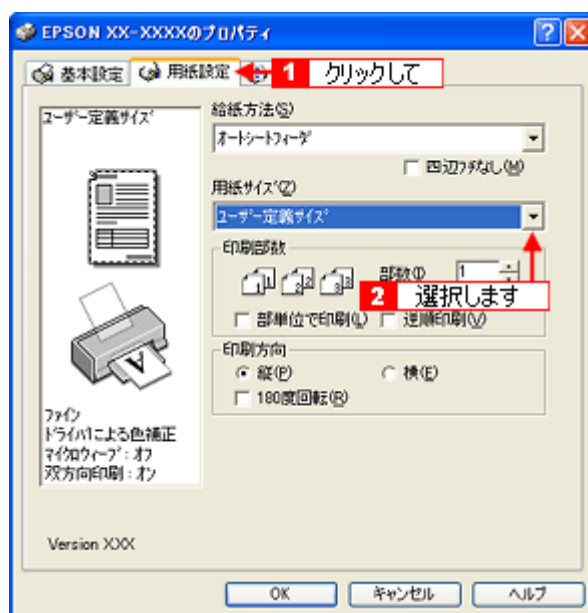 EPSON XX-XXXXのプロパティ
基本設定
用紙設定
1 クリックして
ユーザー定義サイズ
給紙方法(S)
オートシートフィーダ
四辺フチなし(M)
用紙サイズ(Z)
ユーザー定義サイズ
印刷部数
部数(I) 1
2 選択します
部単位で印刷(L) 逆順印刷(V)
印刷方向
縦(P) 横(E)
180度回転(R)
ファイン
ドライバによる色補正
マイクロウィーブ:オフ
双方向印刷:オン
Version XXX
OK キャンセル ヘルプ